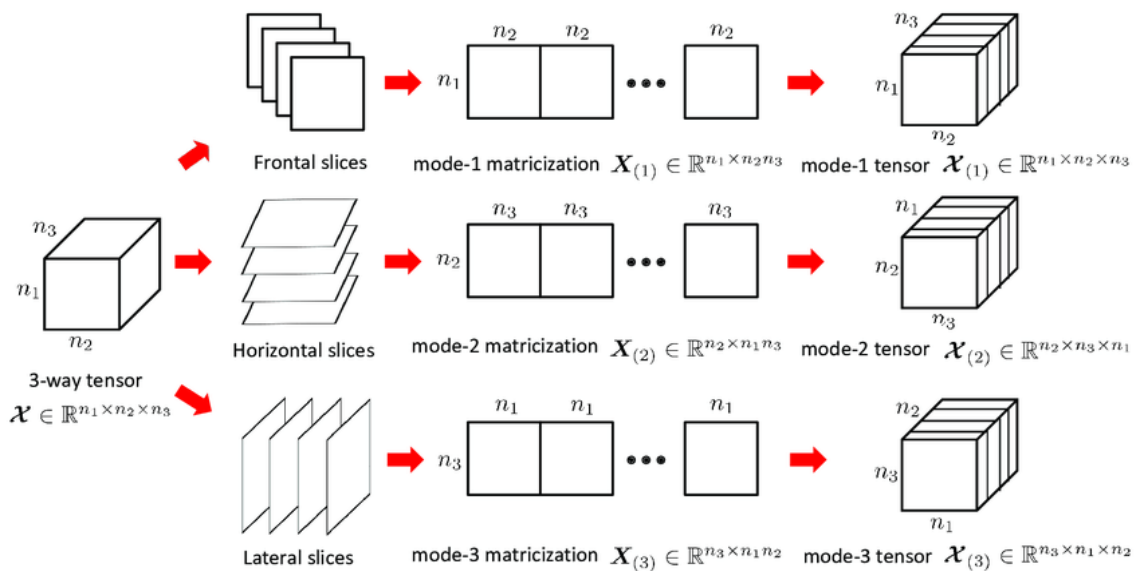 n₂ n₂ n₂
n₁
n₃
n₁
n₂
Frontal slices
mode-1 matricization X₍₁₎ ∈ ℝ^{n₁×n₂n₃}
mode-1 tensor 𝓧₍₁₎ ∈ ℝ^{n₁×n₂×n₃}
n₃
n₁
n₂
3-way tensor
𝓧 ∈ ℝ^{n₁×n₂×n₃}
n₃ n₃ n₃
n₂
n₁
n₂
n₃
Horizontal slices
mode-2 matricization X₍₂₎ ∈ ℝ^{n₂×n₁n₃}
mode-2 tensor 𝓧₍₂₎ ∈ ℝ^{n₂×n₃×n₁}
n₁ n₁ n₁
n₃
n₂
n₃
n₁
Lateral slices
mode-3 matricization X₍₃₎ ∈ ℝ^{n₃×n₁n₂}
mode-3 tensor 𝓧₍₃₎ ∈ ℝ^{n₃×n₁×n₂}